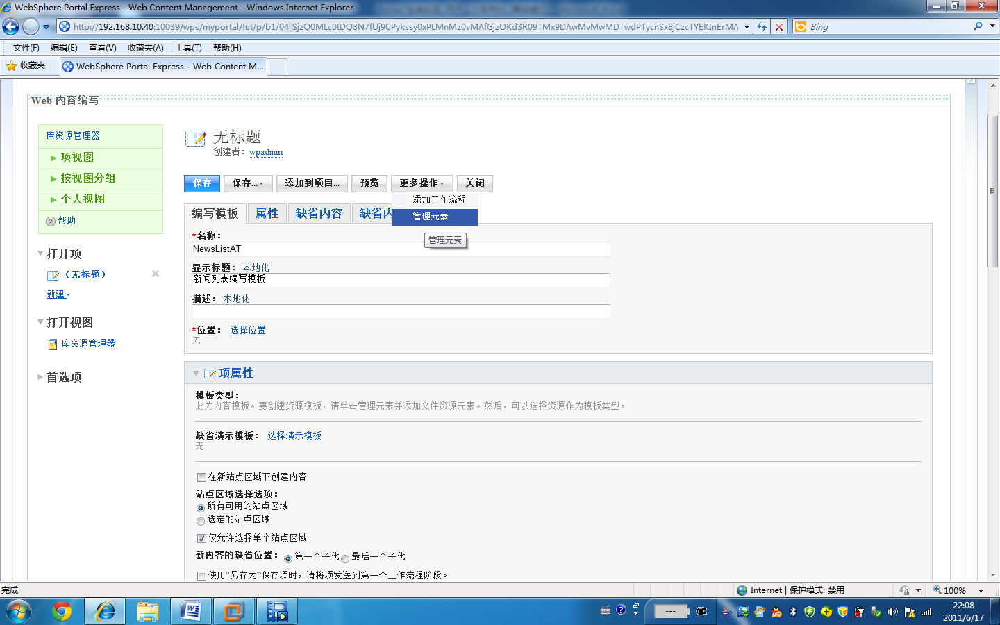 WebSphere Portal Express - Web Content Management - Windows Internet Explorer
http://192.168.10.40:10039/wps/myportal/!ut/p/b1/04_SjzQ0MLc0tDQ3N7fUj9CPykssy0xPLMnMz0vMAfGjzOKd3R09TMx9DAwMvMwMDTwdPTycnSx8jCzcTYEKInErMA
Bing
文件(F) 编辑(E) 查看(V) 收藏夹(A) 工具(T) 帮助(H)
收藏夹
WebSphere Portal Express - Web Content M...
Web 内容编写
库资源管理器
项视图
按视图分组
个人视图
帮助
打开项
（无标题）
新建
打开视图
库资源管理器
首选项
无标题
创建者： wpadmin
保存 保存... 添加到项目... 预览 更多操作 关闭
添加工作流程
管理元素
管理元素
编写模板 属性 缺省内容 缺省内
*名称：
NewsListAT
显示标题： 本地化
新闻列表编写模板
描述： 本地化
*位置： 选择位置
无
项属性
模板类型：
此为内容模板。要创建资源模板，请单击管理元素并添加文件资源元素。然后，可以选择资源作为模板类型。
缺省演示模板： 选择演示模板
无
在新站点区域下创建内容
站点区域选择选项：
所有可用的站点区域
选定的站点区域
仅允许选择单个站点区域
新内容的缺省位置： 第一个子代 最后一个子代
使用“另存为”保存项时，请将项发送到第一个工作流程阶段。
完成
Internet | 保护模式: 禁用
100%
---
22:08
2011/6/17